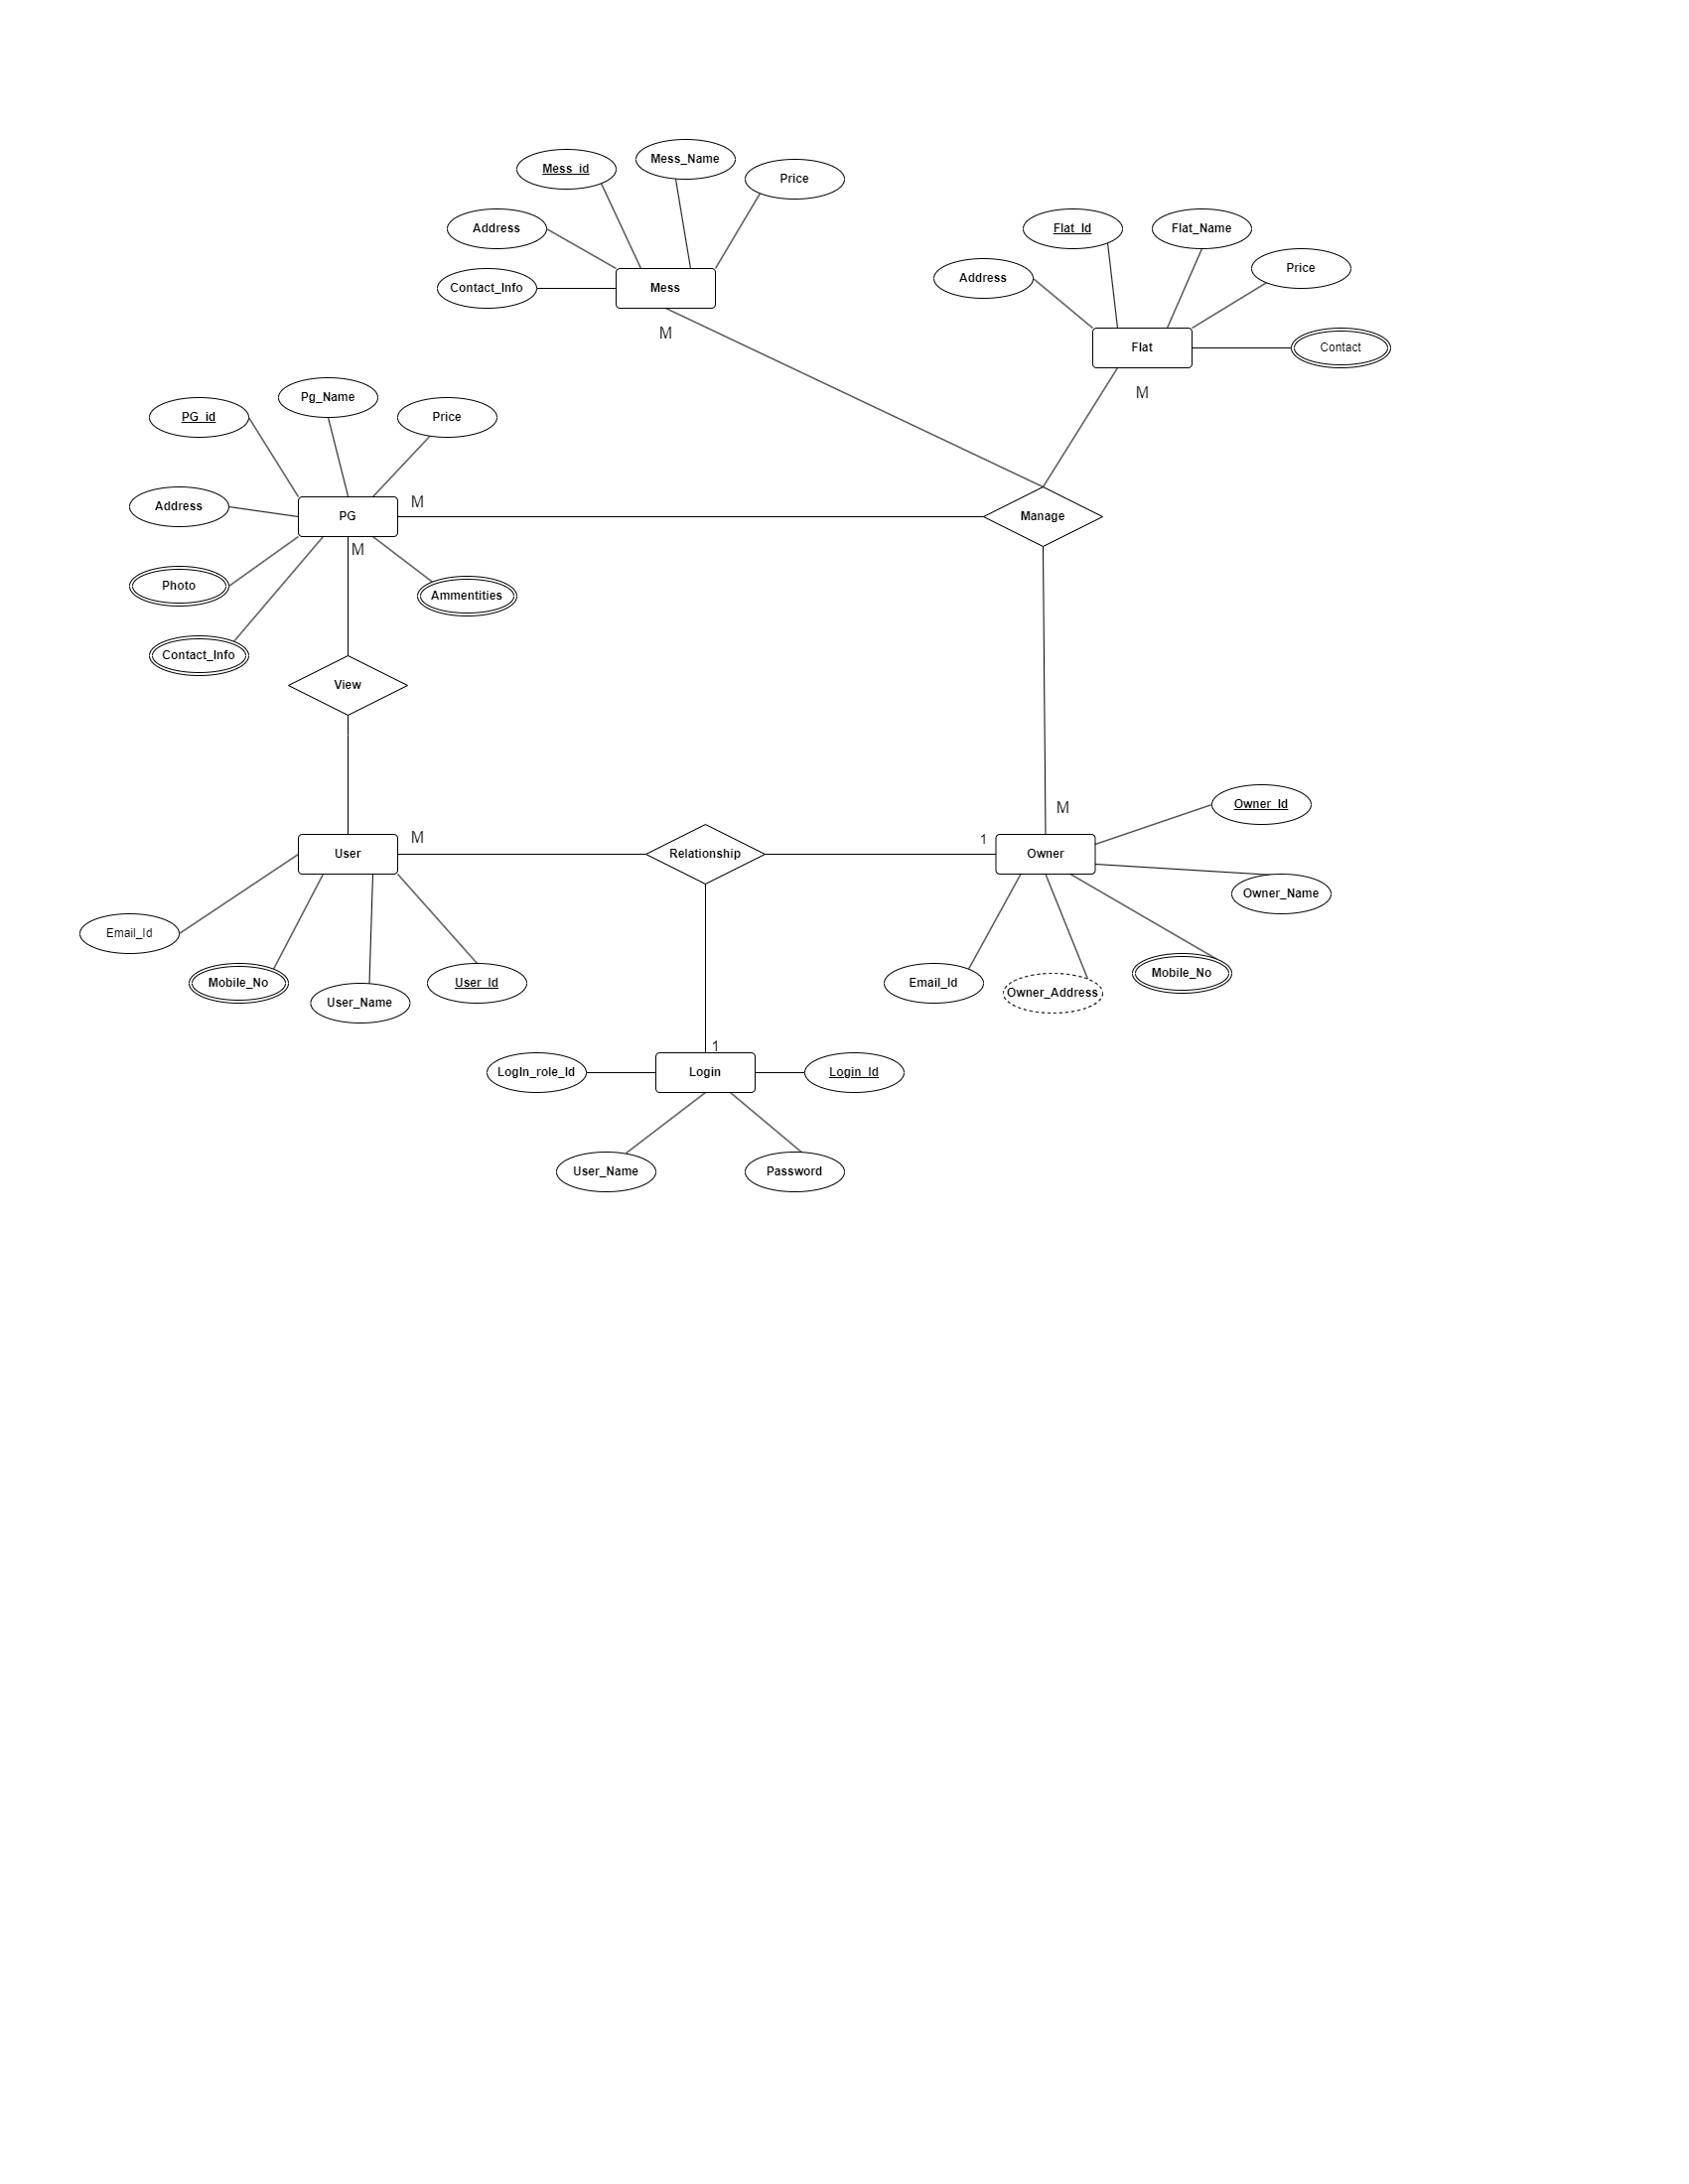 Mess_id
Mess_Name
Price
Address
Contact_Info
Mess
M
Flat_Id
Flat_Name
Address
Price
Flat
Contact
M
PG_id
Pg_Name
Price
Address
PG
M
M
Photo
Ammentities
Contact_Info
Manage
View
M
Owner_Id
User
M
Relationship
1
Owner
Owner_Name
Email_Id
Mobile_No
User_Name
User_Id
Email_Id
Owner_Address
Mobile_No
1
LogIn_role_Id
Login
Login_Id
User_Name
Password